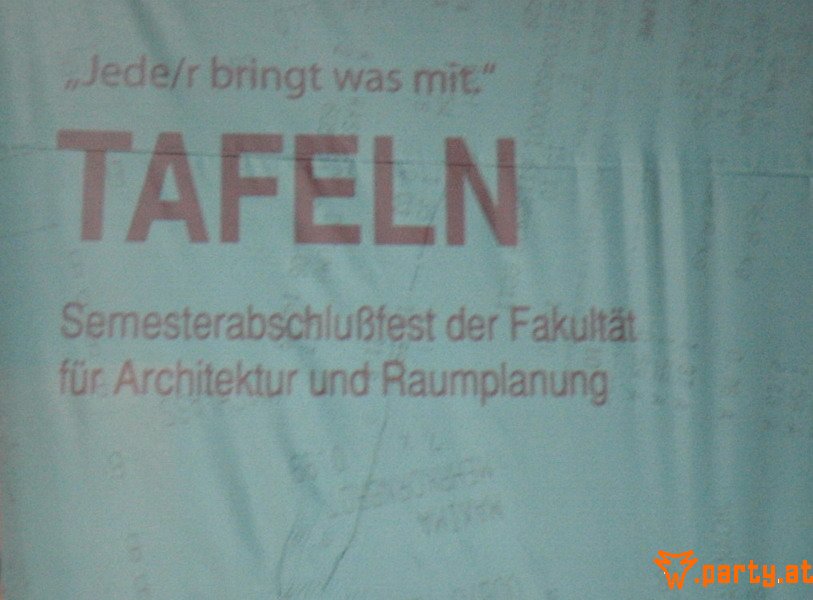 „Jede/r bringt was mit.“
TAFELN
Semesterabschlußfest der Fakultät
für Architektur und Raumplanung
w.party.at